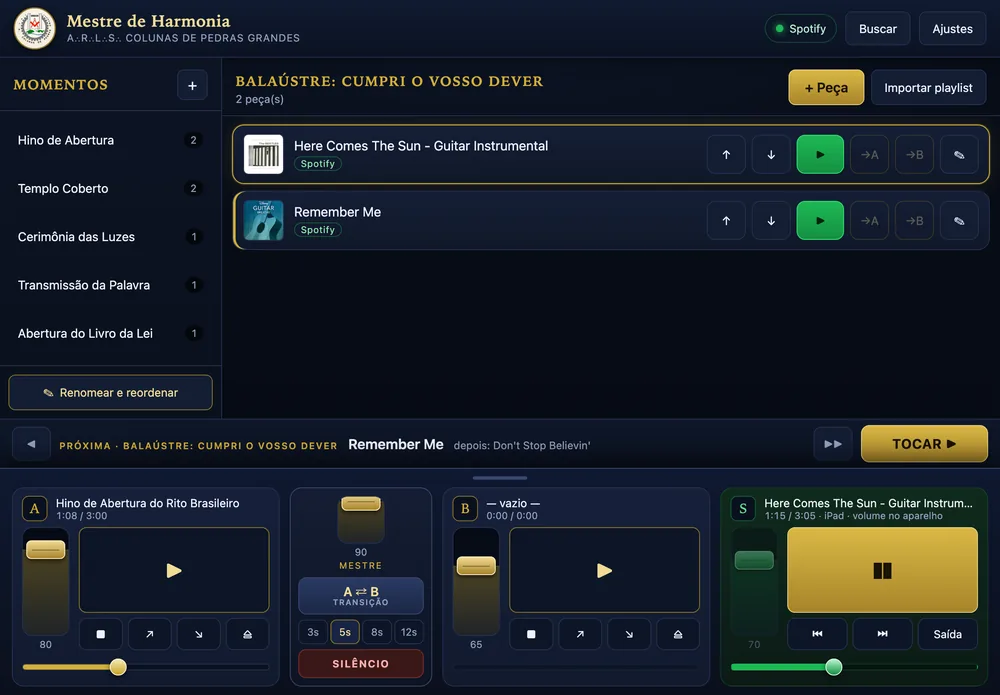 Mestre de Harmonia
A∴R∴L∴S∴ COLUNAS DE PEDRAS GRANDES
Spotify
Buscar
Ajustes
MOMENTOS
+
Hino de Abertura 2
Templo Coberto 2
Cerimônia das Luzes 1
Transmissão da Palavra 1
Abertura do Livro da Lei 1
✎ Renomear e reordenar
BALAÚSTRE: CUMPRI O VOSSO DEVER
2 peça(s)
+ Peça
Importar playlist
Here Comes The Sun - Guitar Instrumental
Spotify
↑ ↓ ▶ →A →B ✎
GUITAR
Remember Me
Spotify
↑ ↓ ▶ →A →B ✎
◀ PRÓXIMA · BALAÚSTRE: CUMPRI O VOSSO DEVER Remember Me depois: Don't Stop Believin' ▶▶ TOCAR ▶
A Hino de Abertura do Rito Brasileiro
1:08 / 3:00
80
90
MESTRE
A ⇄ B
TRANSIÇÃO
3s 5s 8s 12s
SILÊNCIO
B — vazio —
0:00 / 0:00
65
S Here Comes The Sun - Guitar Instrum...
1:15 / 3:05 · iPad · volume no aparelho
70
Saída